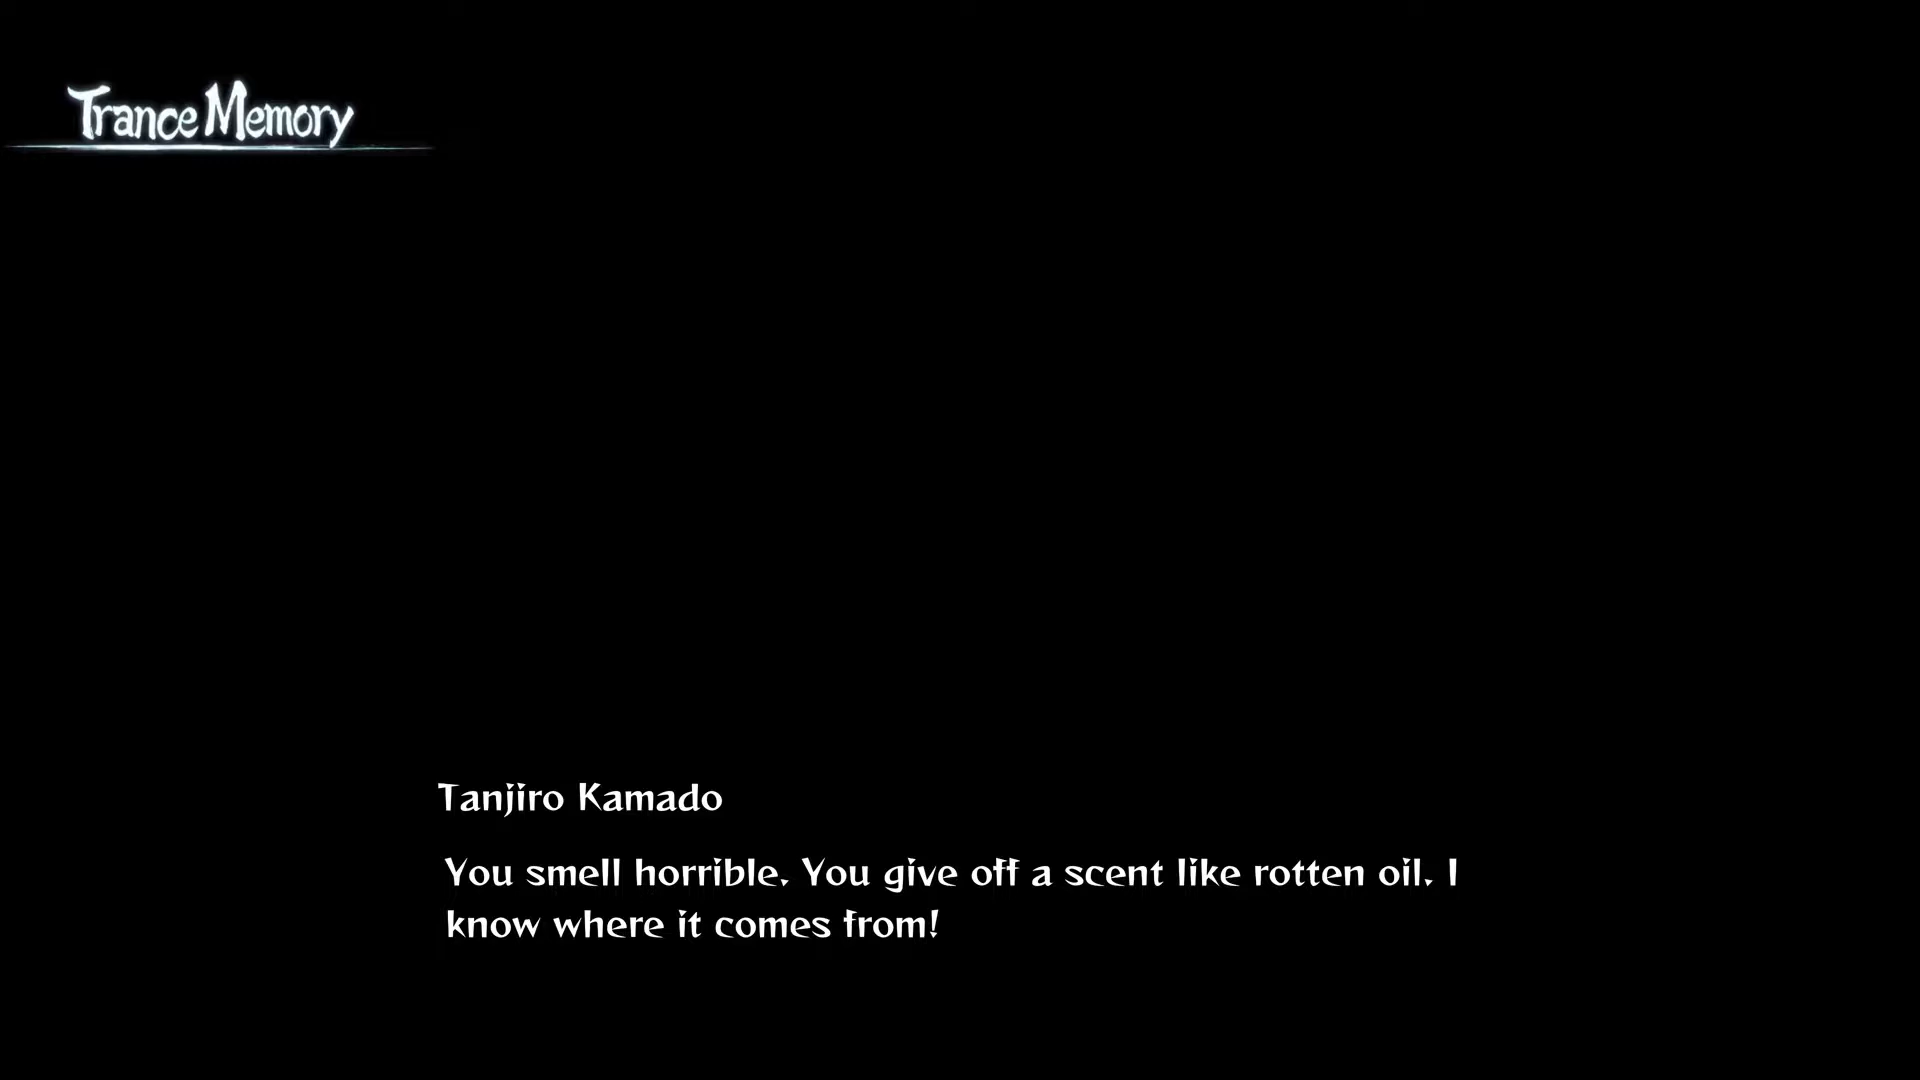 Trance Memory
Tanjiro Kamado
You smell horrible. You give off a scent like rotten oil. I
know where it comes from!